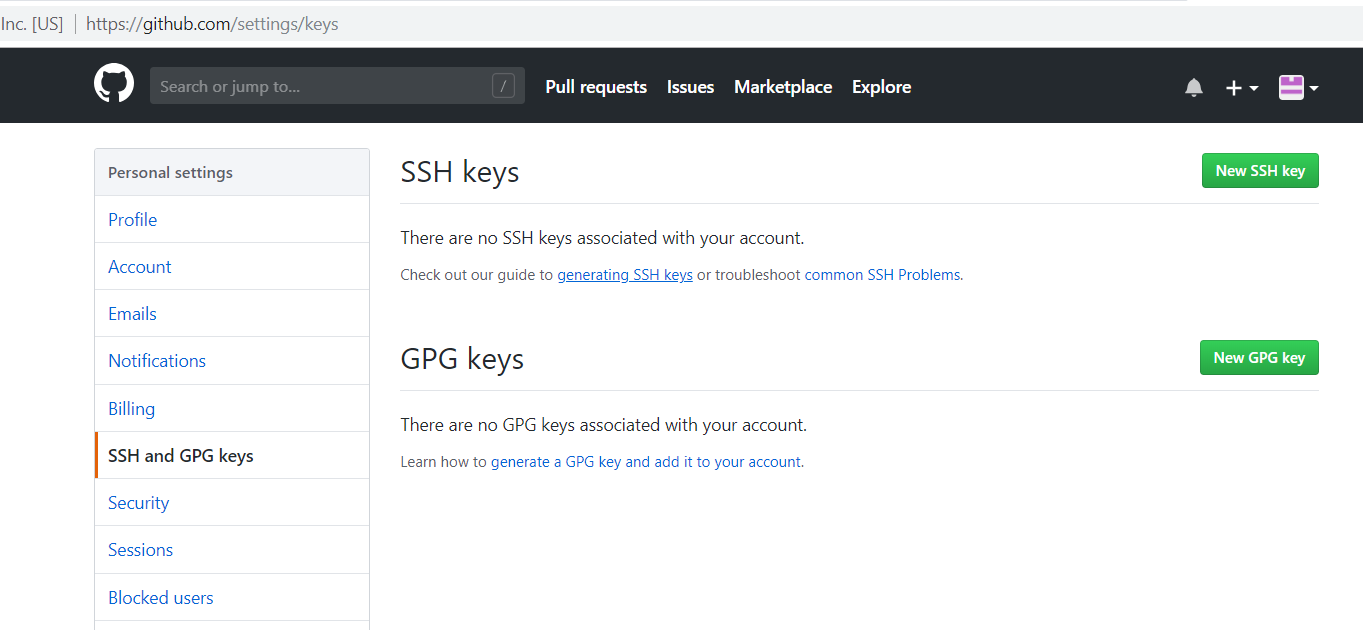 Inc. [US] | https://github.com/settings/keys
Search or jump to... /
Pull requests Issues Marketplace Explore
Personal settings
Profile
Account
Emails
Notifications
Billing
SSH and GPG keys
Security
Sessions
Blocked users
SSH keys
New SSH key
There are no SSH keys associated with your account.
Check out our guide to generating SSH keys or troubleshoot common SSH Problems.
GPG keys
New GPG key
There are no GPG keys associated with your account.
Learn how to generate a GPG key and add it to your account.